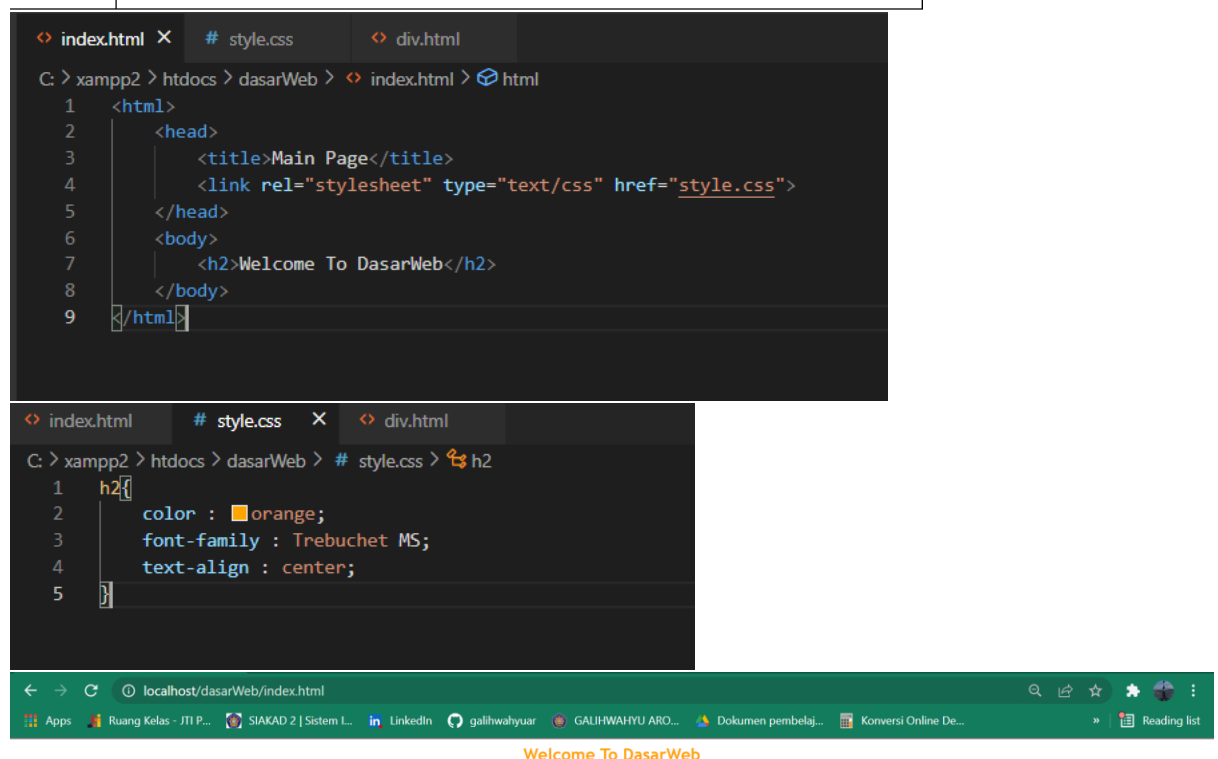 index.html × # style.css div.html
C: > xampp2 > htdocs > dasarWeb > index.html > html
1 <html>
2 <head>
3 <title>Main Page</title>
4 <link rel="stylesheet" type="text/css" href="style.css">
5 </head>
6 <body>
7 <h2>Welcome To DasarWeb</h2>
8 </body>
9 </html>
index.html # style.css × div.html
C: > xampp2 > htdocs > dasarWeb > # style.css > h2
1 h2{
2 color : orange;
3 font-family : Trebuchet MS;
4 text-align : center;
5 }
localhost/dasarWeb/index.html
Apps Ruang Kelas - JTI P... SIAKAD 2 | Sistem I... in LinkedIn galihwahyuar GALIHWAHYU ARO... Dokumen pembelaj... Konversi Online De... » Reading list
Welcome To DasarWeb